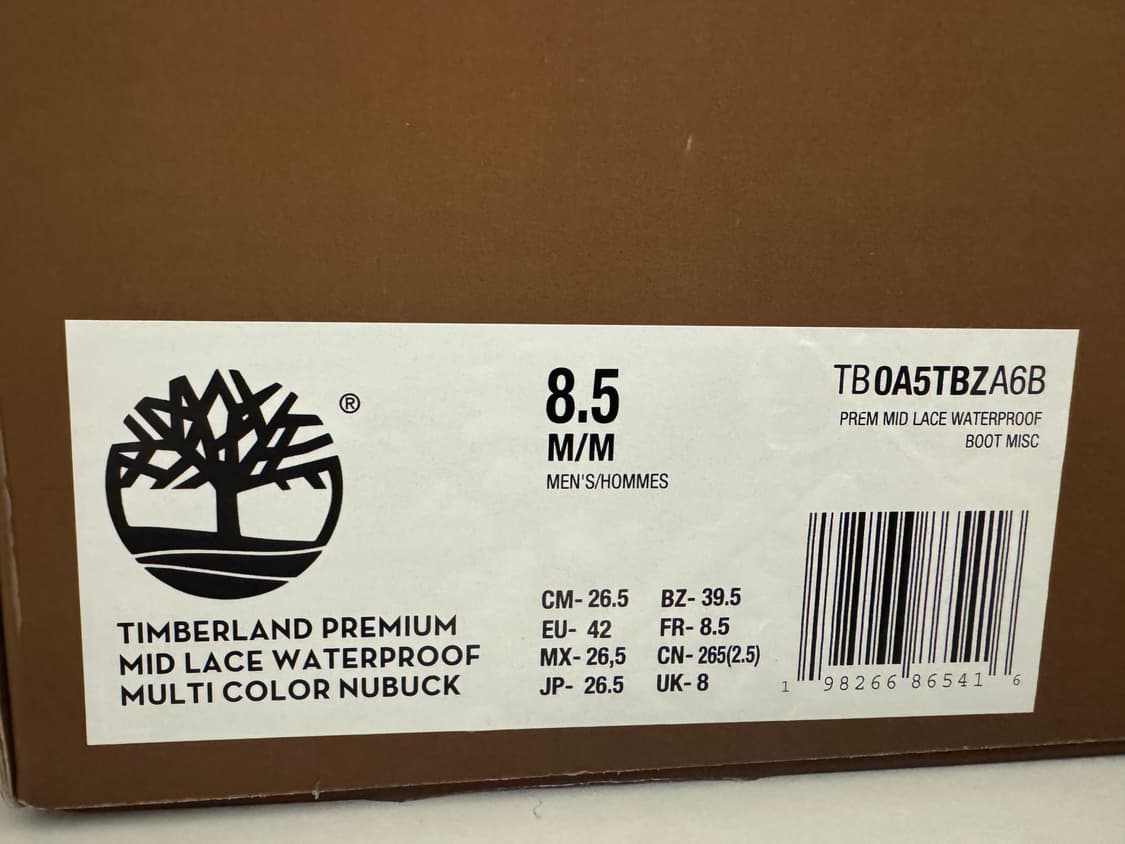 ®
8.5
M/M
MEN'S/HOMMES
TB0A5TBZA6B
PREM MID LACE WATERPROOF
BOOT MISC
TIMBERLAND PREMIUM
MID LACE WATERPROOF
MULTI COLOR NUBUCK
CM- 26.5 BZ- 39.5
EU- 42 FR- 8.5
MX- 26,5 CN- 265(2.5)
JP- 26.5 UK- 8
1 98266 86541 6